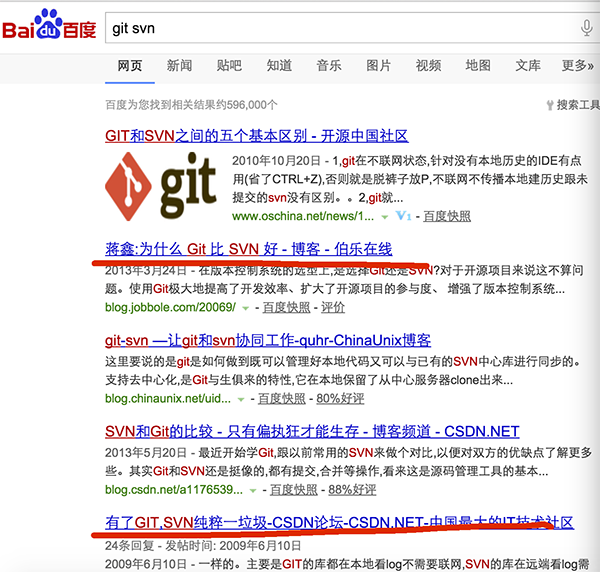 Bai du 百度
git svn
网页 新闻 贴吧 知道 音乐 图片 视频 地图 文库 更多»
百度为您找到相关结果约596,000个 搜索工具
GIT和SVN之间的五个基本区别 - 开源中国社区
git
2010年10月20日 - 1,git在不联网状态,针对没有本地历史的IDE有点
用(省了CTRL+Z),否则就是脱裤子放P,不联网不传播本地建历史跟未
提交的svn没有区别。。2,git就...
www.oschina.net/news/1... V1 - 百度快照
蒋鑫:为什么 Git 比 SVN 好 - 博客 - 伯乐在线
2013年3月24日 - 在版本控制系统的选型上,是选择Git还是SVN?对于开源项目来说这不算问
题。使用Git极大地提高了开发效率、扩大了开源项目的参与度、 增强了版本控制系统...
blog.jobbole.com/20069/ - 百度快照 - 评价
git-svn —让git和svn协同工作-quhr-ChinaUnix博客
这里要说的是git是如何做到既可以管理好本地代码又可以与已有的SVN中心库进行同步的。
支持去中心化,是Git与生俱来的特性,它在本地保留了从中心服务器clone出来...
blog.chinaunix.net/uid... - 百度快照 - 80%好评
SVN和Git的比较 - 只有偏执狂才能生存 - 博客频道 - CSDN.NET
2013年5月20日 - 最近开始学Git,跟以前常用的SVN来做个对比,以便对双方的优缺点了解更多
些。其实Git和SVN还是挺像的,都有提交,合并等操作,看来这是源码管理工具的基本...
blog.csdn.net/a1176539... - 百度快照 - 88%好评
有了GIT,SVN纯粹一垃圾-CSDN论坛-CSDN.NET-中国最大的IT技术社区
24条回复 - 发帖时间: 2009年6月10日
2009年6月10日 - 一样的。主要是GIT的库都在本地看log不需要联网,SVN的库在远端看log需